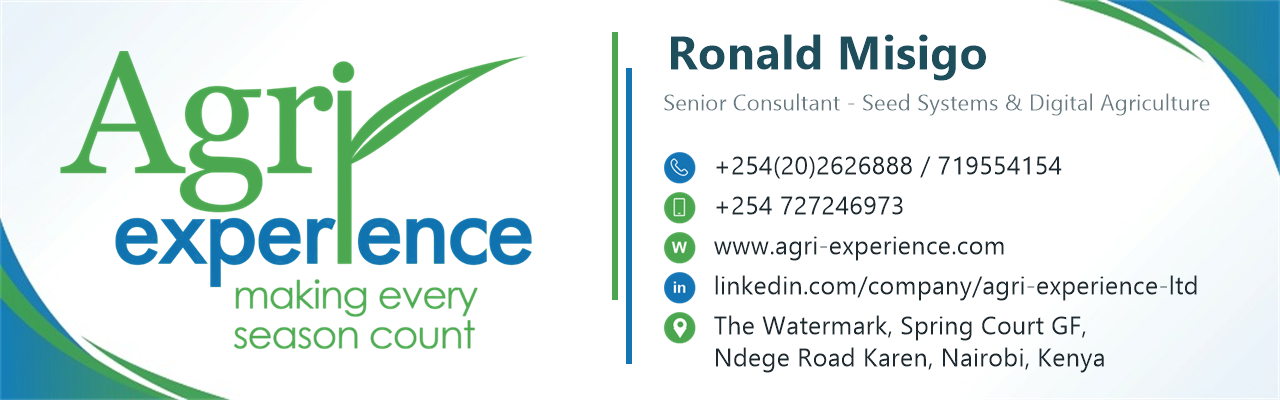 Agri
experience
making every
season count
Ronald Misigo
Senior Consultant - Seed Systems & Digital Agriculture
+254(20)2626888 / 719554154
+254 727246973
W www.agri-experience.com
in linkedin.com/company/agri-experience-ltd
The Watermark, Spring Court GF,
Ndege Road Karen, Nairobi, Kenya